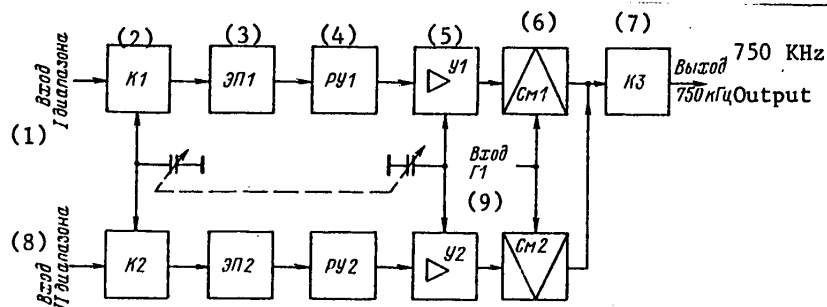 (2) (3) (4) (5) (6) (7)
Вход
I диапазона
К1
ЭП1
РУ1
У1
См1
К3
Выход
750 кГц
750 KHz
Output
(1)
Вход
Г1
(9)
(8)
Вход
II диапазона
К2
ЭП2
РУ2
У2
См2